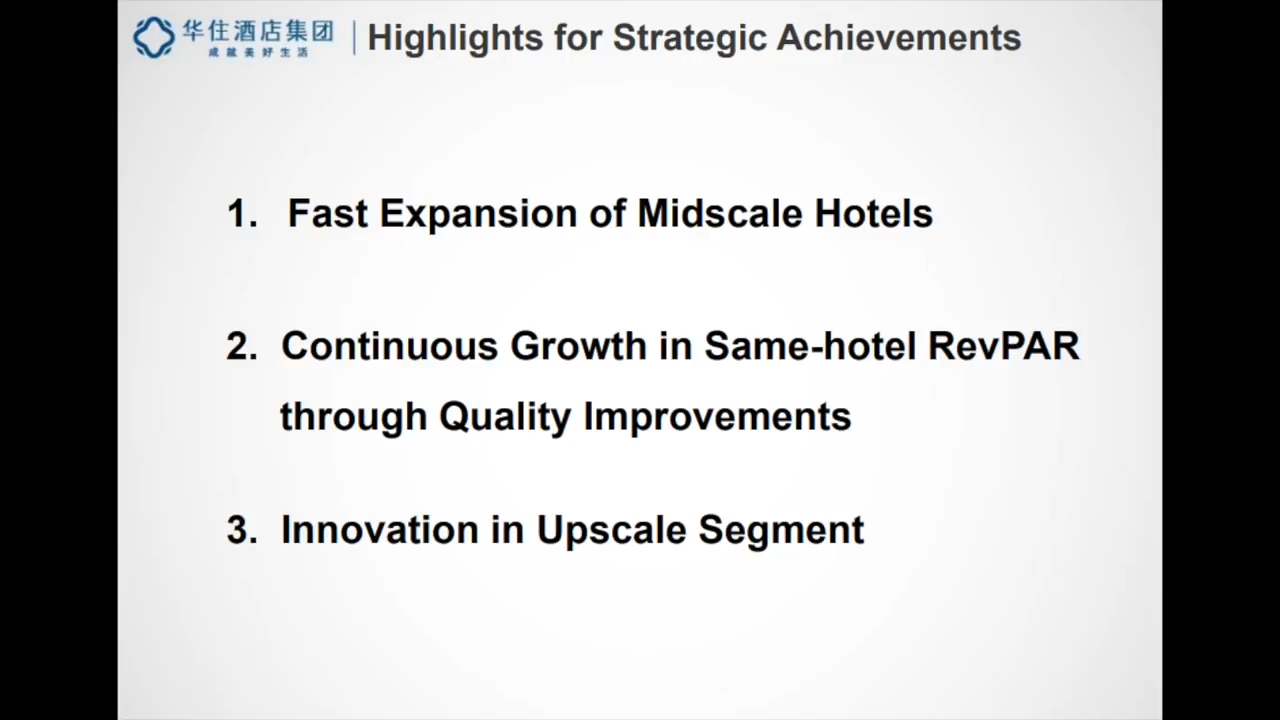 华住酒店集团
成就美好生活
Highlights for Strategic Achievements
1. Fast Expansion of Midscale Hotels
2. Continuous Growth in Same-hotel RevPAR
through Quality Improvements
3. Innovation in Upscale Segment